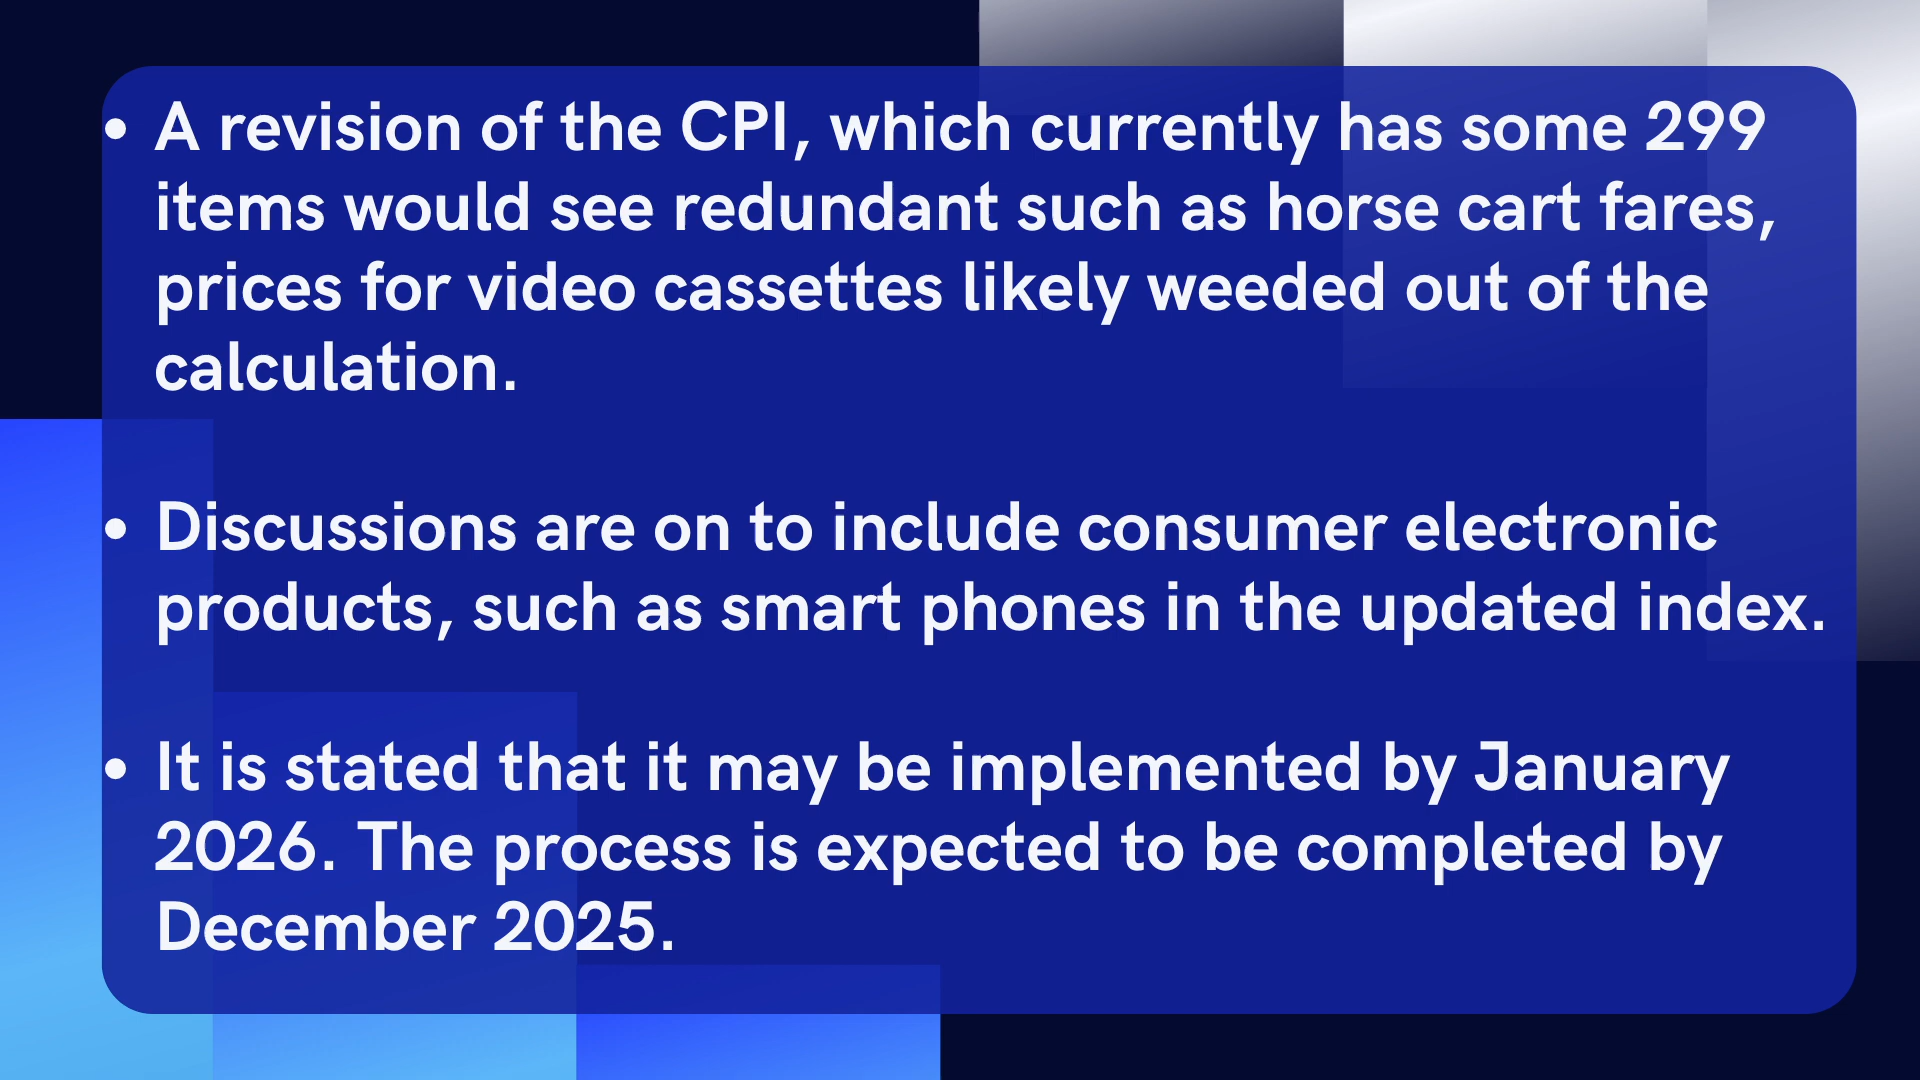 • A revision of the CPI, which currently has some 299
items would see redundant such as horse cart fares,
prices for video cassettes likely weeded out of the
calculation.
• Discussions are on to include consumer electronic
products, such as smart phones in the updated index.
• It is stated that it may be implemented by January
2026. The process is expected to be completed by
December 2025.